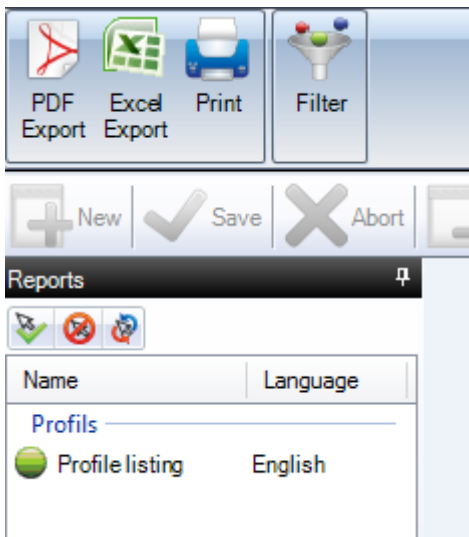 PDF Export
Excel Export
Print
Filter
New
Save
Abort
Reports
Name Language
Profils
Profile listing English